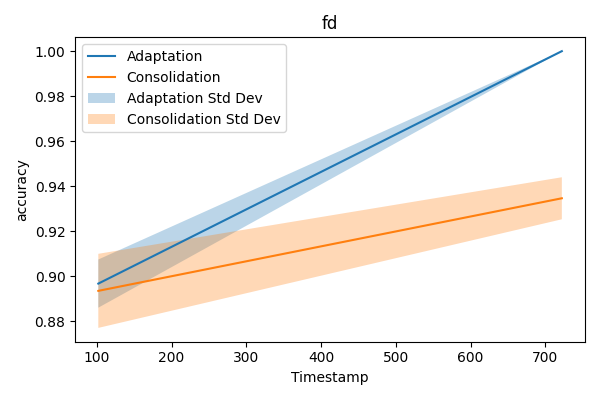 fd
Adaptation
Consolidation
Adaptation Std Dev
Consolidation Std Dev
accuracy
1.00
0.98
0.96
0.94
0.92
0.90
0.88
100 200 300 400 500 600 700
Timestamp